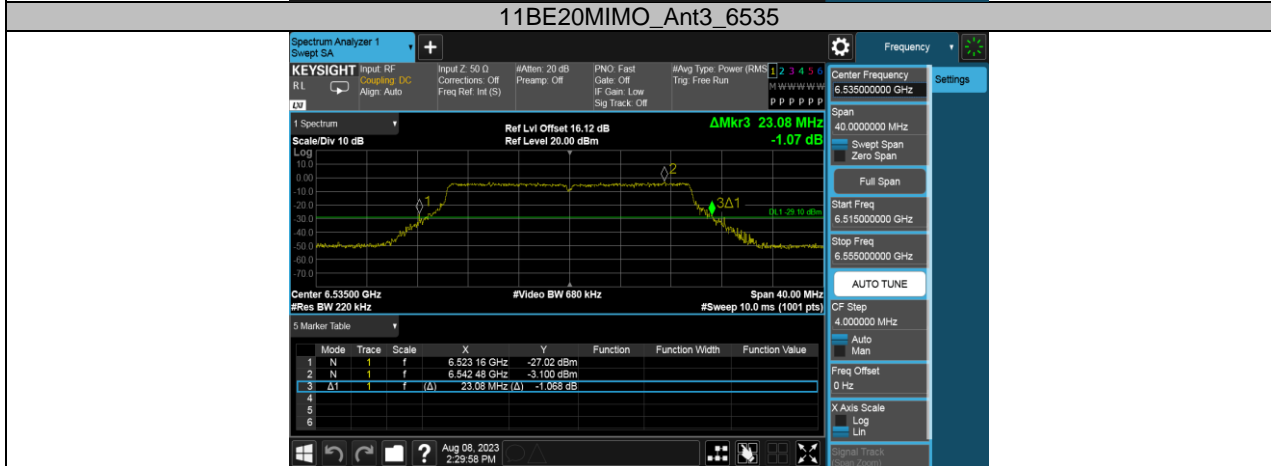 11BE20MIMO_Ant3_6535
Spectrum Analyzer 1
Swept SA
Frequency
KEYSIGHT
RL
LXI
Input: RF
Coupling: DC
Align: Auto
Input Z: 50 Ω
Corrections: Off
Freq Ref: Int (S)
#Atten: 20 dB
Preamp: Off
PNO: Fast
Gate: Off
IF Gain: Low
Sig Track: Off
#Avg Type: Power (RMS
Trig: Free Run
1 2 3 4 5 6
M W W W W W
P P P P P P
Center Frequency
6.535000000 GHz
Settings
1 Spectrum
Scale/Div 10 dB
Ref Lvl Offset 16.12 dB
Ref Level 20.00 dBm
ΔMkr3 23.08 MHz
-1.07 dB
Log
10.0
0.00
-10.0
-20.0
-30.0
-40.0
-50.0
-60.0
-70.0
1
2
3Δ1
DL1 -29.10 dBm
Center 6.53500 GHz
#Res BW 220 kHz
#Video BW 680 kHz
Span 40.00 MHz
#Sweep 10.0 ms (1001 pts)
Span
40.0000000 MHz
Swept Span
Zero Span
Full Span
Start Freq
6.515000000 GHz
Stop Freq
6.555000000 GHz
AUTO TUNE
CF Step
4.000000 MHz
Auto
Man
Freq Offset
0 Hz
X Axis Scale
Log
Lin
Signal Track
(Span Zoom)
5 Marker Table
Mode Trace Scale X Y Function Function Width Function Value
1 N 1 f 6.523 16 GHz -27.02 dBm
2 N 1 f 6.542 48 GHz -3.100 dBm
3 Δ1 1 f (Δ) 23.08 MHz (Δ) -1.068 dB
4
5
6
Aug 08, 2023
2:29:58 PM